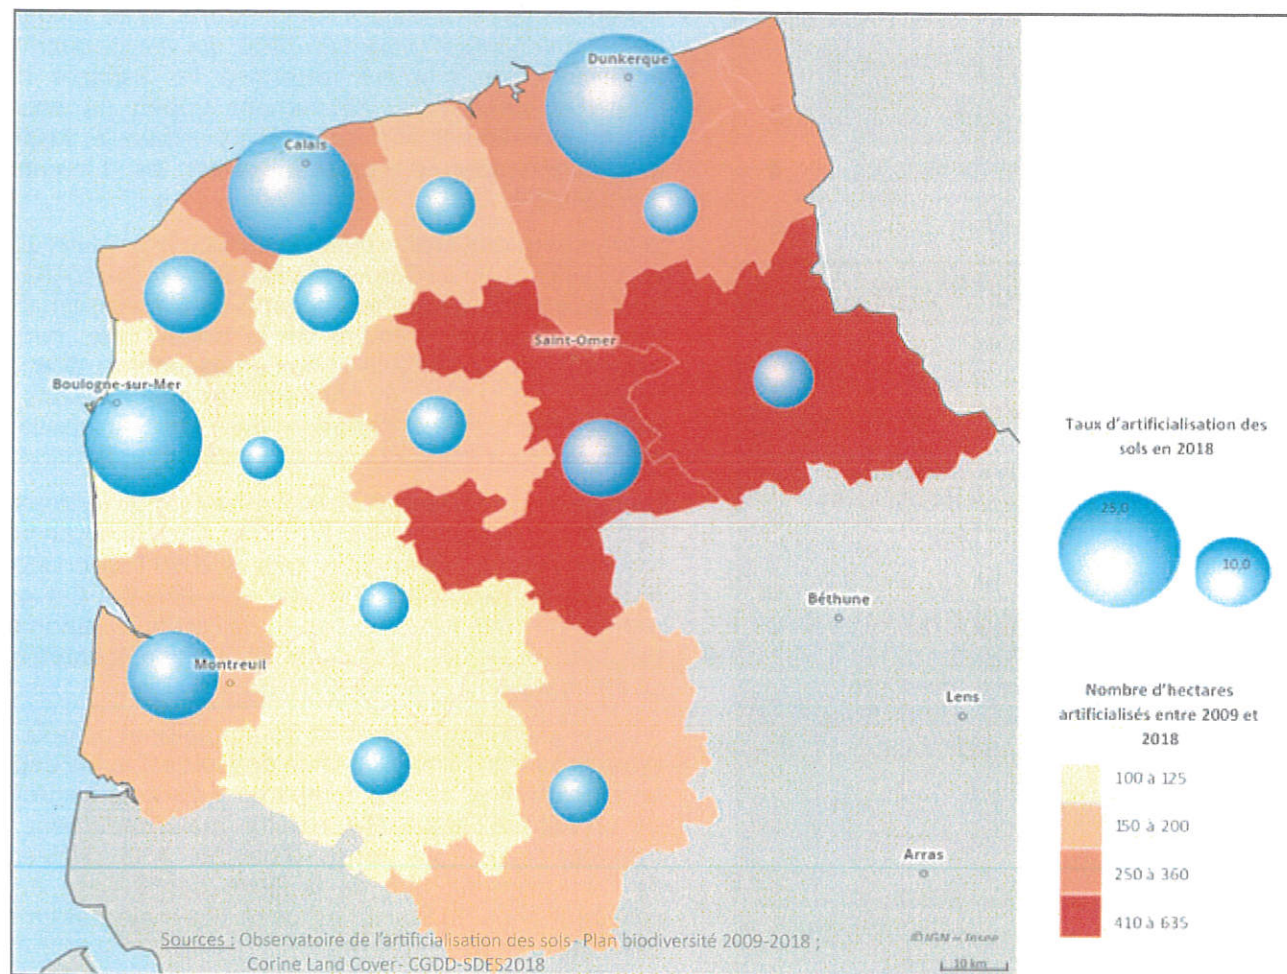 Dunkerque
Calais
Saint-Omer
Boulogne-sur-Mer
Montreuil
Béthune
Lens
Arras
Sources : Observatoire de l'artificialisation des sols- Plan biodiversité 2009-2018 ;
Corine Land Cover- CGDD-SDES2018
© IGN - Insee
10 km
Taux d'artificialisation des
sols en 2018
25,0
10,0
Nombre d'hectares
artificialisés entre 2009 et
2018
100 à 125
150 à 200
250 à 360
410 à 635